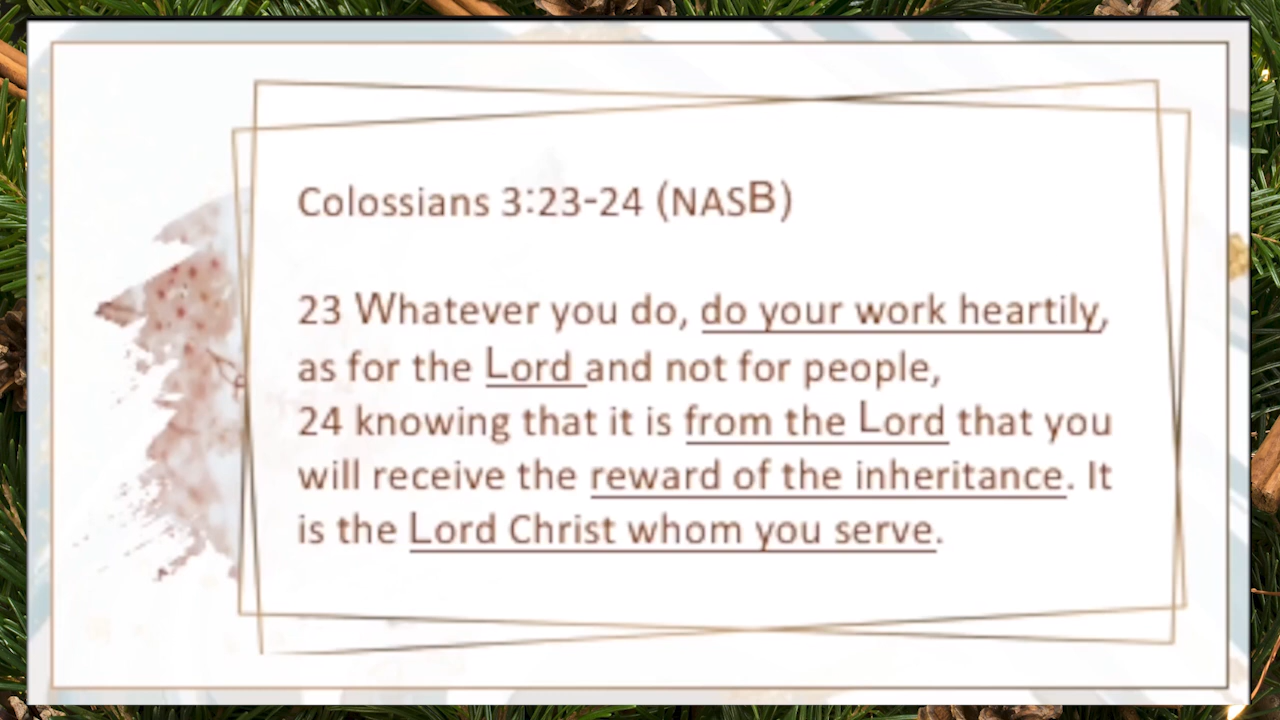 Colossians 3:23-24 (NASB)
23 Whatever you do, do your work heartily,
as for the Lord and not for people,
24 knowing that it is from the Lord that you
will receive the reward of the inheritance. It
is the Lord Christ whom you serve.